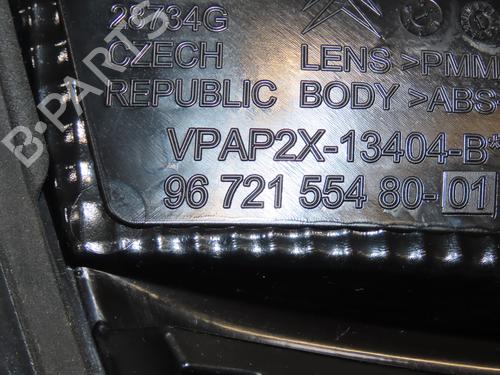 28734G
CZECH LENS >PMM
REPUBLIC BODY >ABS
VPAP2X-13404-B*
96 721 554 80-01
B-PARTS